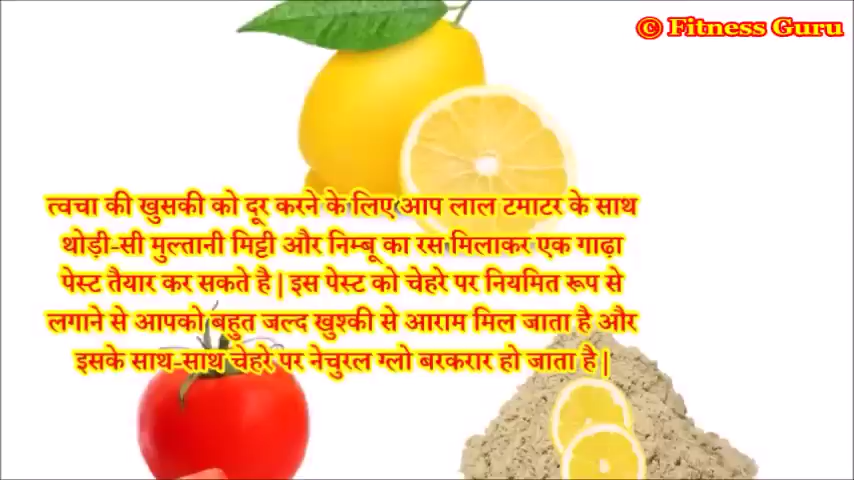 © Fitness Guru
त्वचा की खुसकी को दूर करने के लिए आप लाल टमाटर के साथ
थोड़ी-सी मुल्तानी मिट्टी और निम्बू का रस मिलाकर एक गाढ़ा
पेस्ट तैयार कर सकते है | इस पेस्ट को चेहरे पर नियमित रूप से
लगाने से आपको बहुत जल्द खुश्की से आराम मिल जाता है और
इसके साथ-साथ चेहरे पर नेचुरल ग्लो बरकरार हो जाता है |